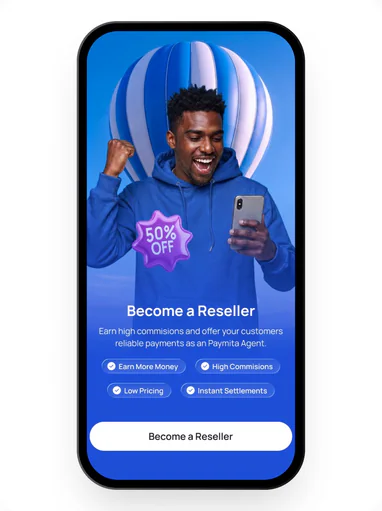 50%
OFF
Become a Reseller
Earn high commisions and offer your customers
reliable payments as an Paymita Agent.
Earn More Money
High Commisions
Low Pricing
Instant Settlements
Become a Reseller